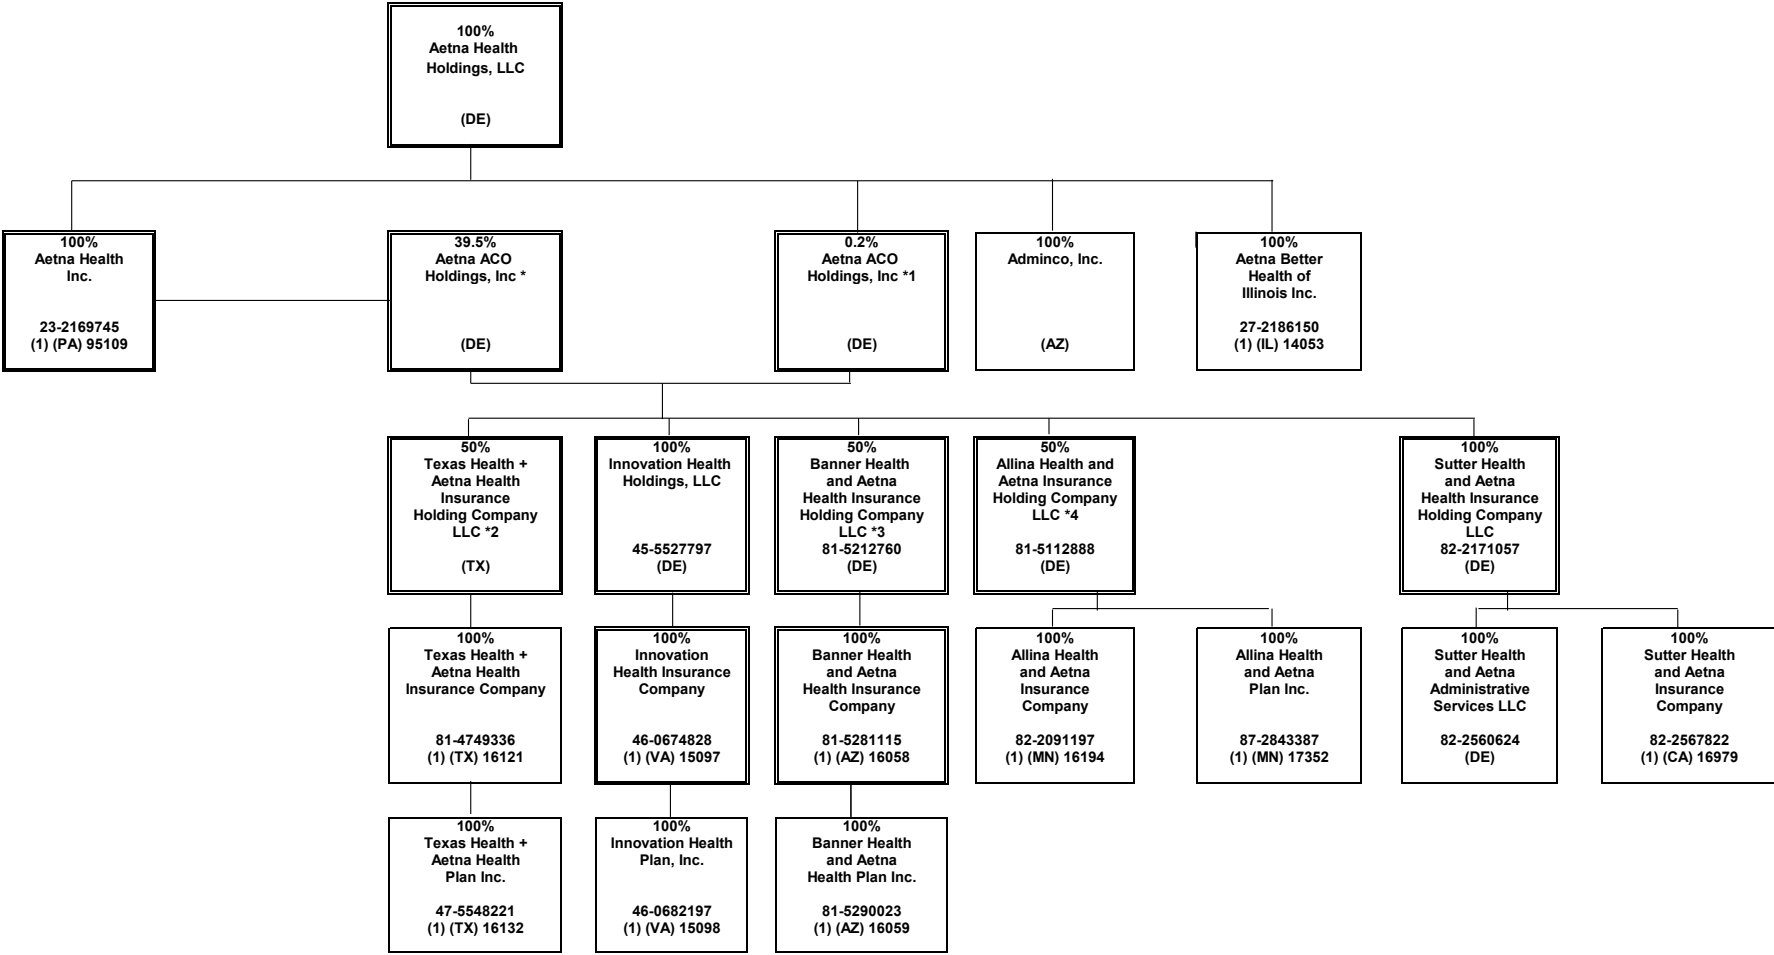 100%
Aetna Health
Holdings, LLC
(DE)
100%
Aetna Health
Inc.
23-2169745
(1) (PA) 95109
39.5%
Aetna ACO
Holdings, Inc *
(DE)
0.2%
Aetna ACO
Holdings, Inc *1
(DE)
100%
Adminco, Inc.
(AZ)
100%
Aetna Better
Health of
Illinois Inc.
27-2186150
(1) (IL) 14053
50%
Texas Health +
Aetna Health
Insurance
Holding Company
LLC *2
(TX)
100%
Innovation Health
Holdings, LLC
45-5527797
(DE)
50%
Banner Health
and Aetna
Health Insurance
Holding Company
LLC *3
81-5212760
(DE)
50%
Allina Health and
Aetna Insurance
Holding Company
LLC *4
81-5112888
(DE)
100%
Sutter Health
and Aetna
Health Insurance
Holding Company
LLC
82-2171057
(DE)
100%
Texas Health +
Aetna Health
Insurance Company
81-4749336
(1) (TX) 16121
100%
Innovation
Health Insurance
Company
46-0674828
(1) (VA) 15097
100%
Banner Health
and Aetna
Health Insurance
Company
81-5281115
(1) (AZ) 16058
100%
Allina Health
and Aetna
Insurance
Company
82-2091197
(1) (MN) 16194
100%
Allina Health
and Aetna
Plan Inc.
87-2843387
(1) (MN) 17352
100%
Sutter Health
and Aetna
Administrative
Services LLC
82-2560624
(DE)
100%
Sutter Health
and Aetna
Insurance
Company
82-2567822
(1) (CA) 16979
100%
Texas Health +
Aetna Health
Plan Inc.
47-5548221
(1) (TX) 16132
100%
Innovation Health
Plan, Inc.
46-0682197
(1) (VA) 15098
100%
Banner Health
and Aetna
Health Plan Inc.
81-5290023
(1) (AZ) 16059